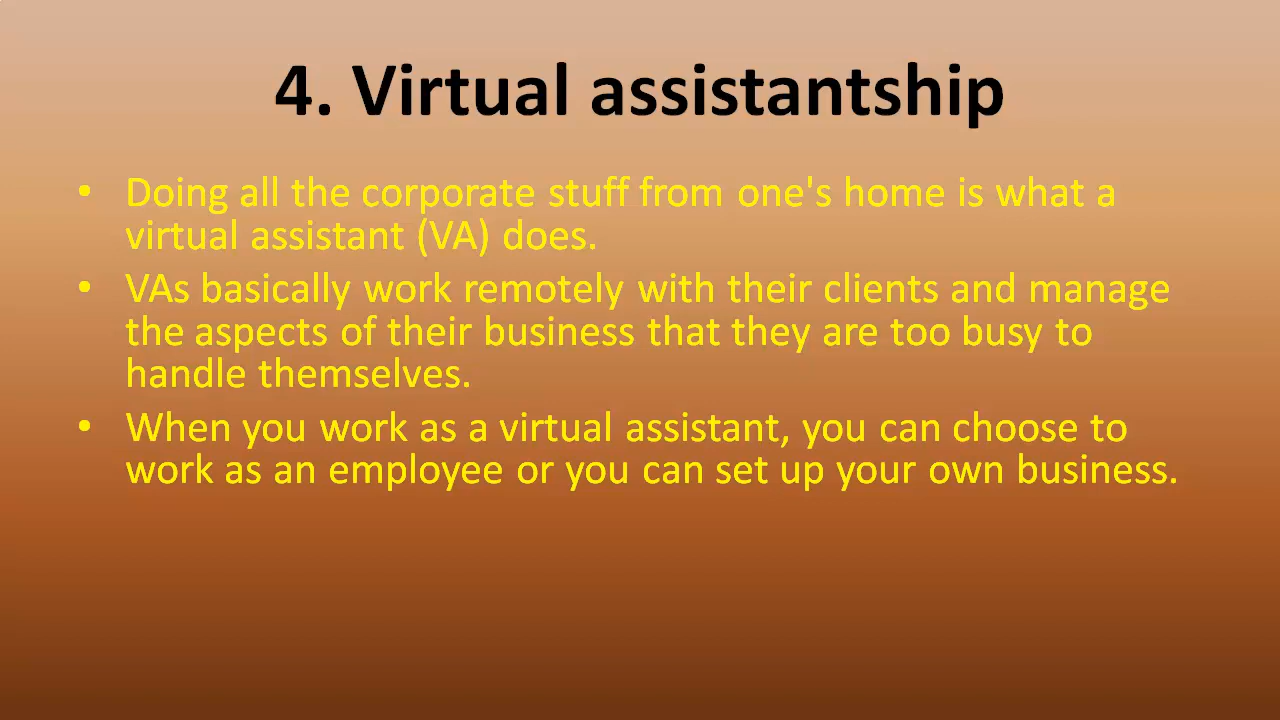 4. Virtual assistantship
• Doing all the corporate stuff from one's home is what a
virtual assistant (VA) does.
• VAs basically work remotely with their clients and manage
the aspects of their business that they are too busy to
handle themselves.
• When you work as a virtual assistant, you can choose to
work as an employee or you can set up your own business.